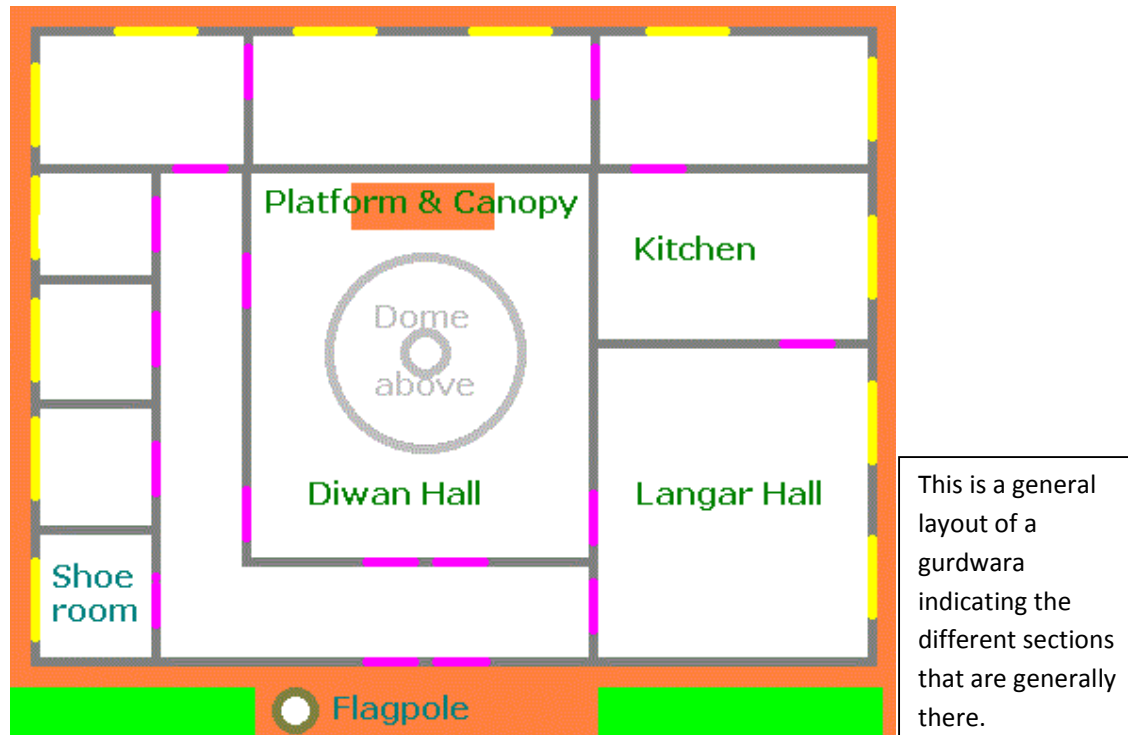 Platform & Canopy
Kitchen
Dome
above
Diwan Hall
Langar Hall
Shoe
room
Flagpole
This is a general
layout of a
gurdwara
indicating the
different sections
that are generally
there.